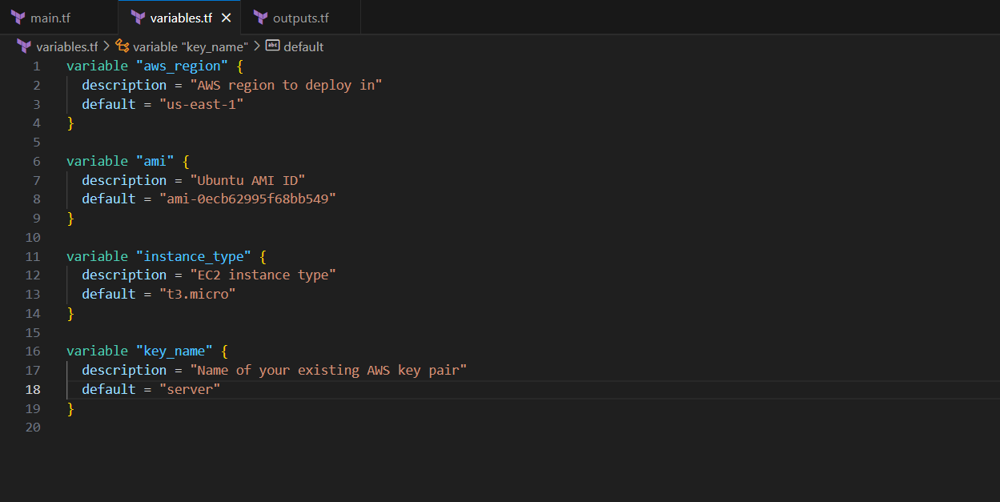 main.tf
variables.tf
outputs.tf
variables.tf > variable "key_name" > abc default
1 variable "aws_region" {
2   description = "AWS region to deploy in"
3   default = "us-east-1"
4 }
5
6 variable "ami" {
7   description = "Ubuntu AMI ID"
8   default = "ami-0ecb62995f68bb549"
9 }
10
11 variable "instance_type" {
12   description = "EC2 instance type"
13   default = "t3.micro"
14 }
15
16 variable "key_name" {
17   description = "Name of your existing AWS key pair"
18   default = "server"
19 }
20